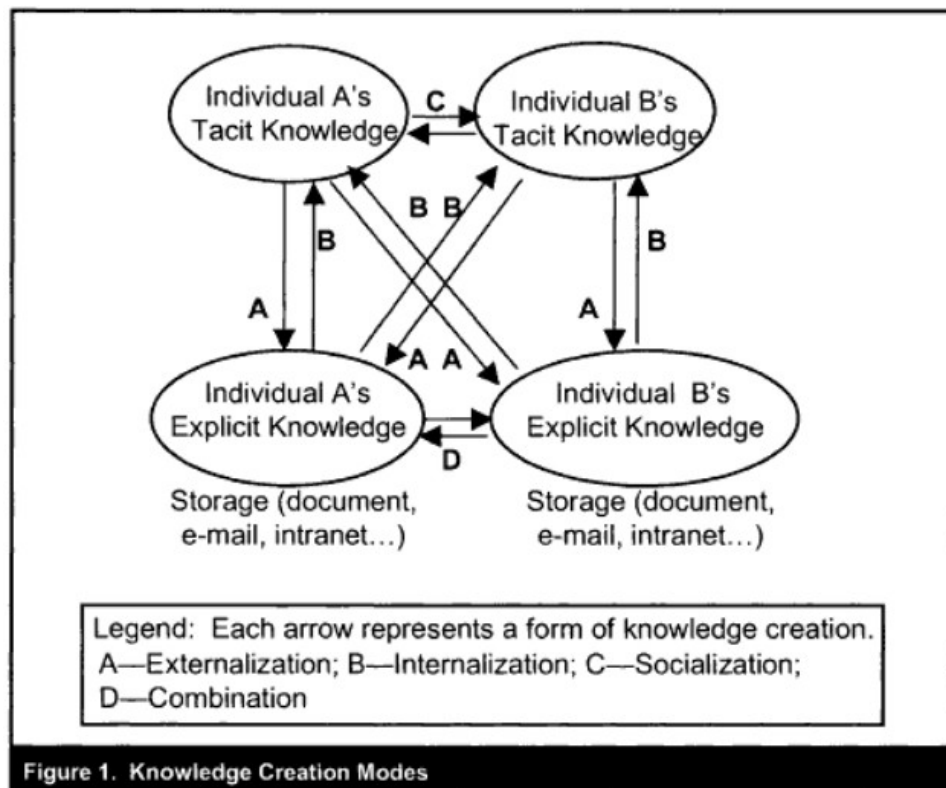 Individual A's
Tacit Knowledge
C
Individual B's
Tacit Knowledge
B B
B
B
A
A
A A
Individual A's
Explicit Knowledge
Individual B's
Explicit Knowledge
D
Storage (document,
e-mail, intranet...)
Storage (document,
e-mail, intranet...)
Legend: Each arrow represents a form of knowledge creation.
A—Externalization; B—Internalization; C—Socialization;
D—Combination
Figure 1. Knowledge Creation Modes